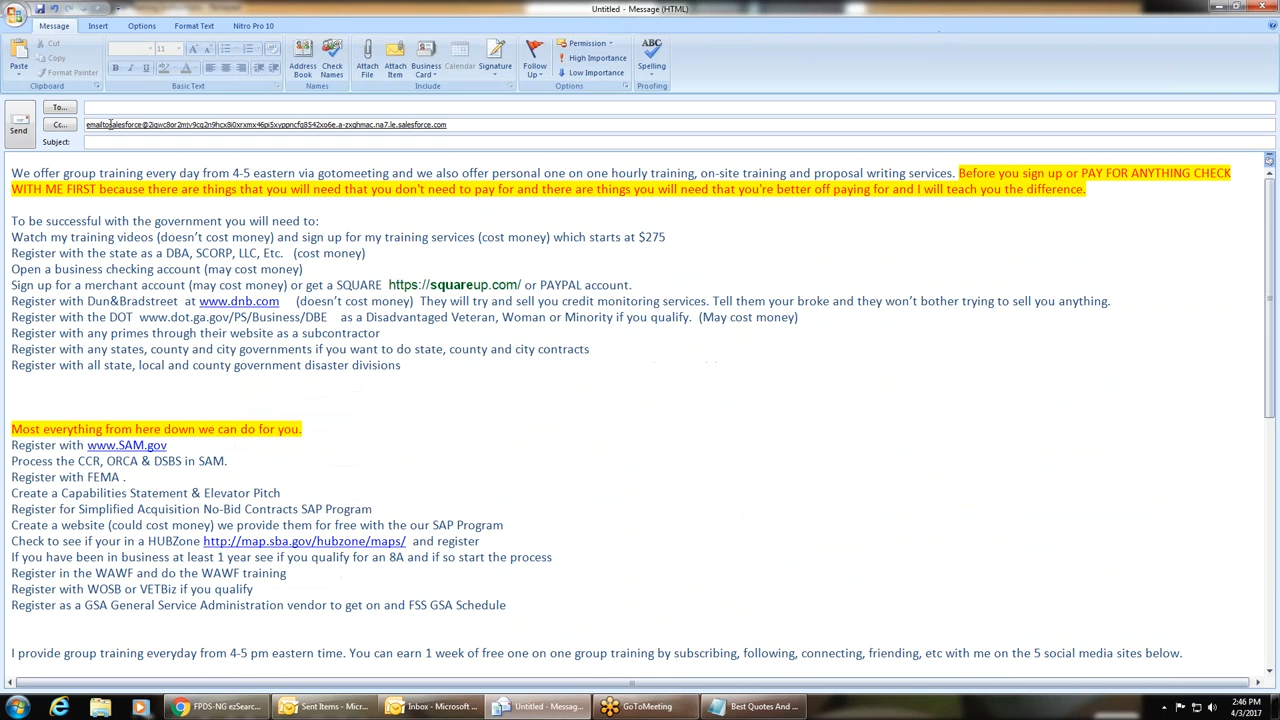 Untitled - Message (HTML)
Message Insert Options Format Text Nitro Pro 10
Cut
Copy
Format Painter
Paste
Clipboard
11
Basic Text
Address Book
Check Names
Names
Attach File
Attach Item
Business Card
Calendar
Signature
Include
Follow Up
Permission
High Importance
Low Importance
Options
ABC
Spelling
Proofing
Send
To...
Cc...
Subject:
We offer group training every day from 4-5 eastern via gotomeeting and we also offer personal one on one hourly training, on-site training and proposal writing services. Before you sign up or PAY FOR ANYTHING CHECK
WITH ME FIRST because there are things that you will need that you don't need to pay for and there are things you will need that you're better off paying for and I will teach you the difference.
To be successful with the government you will need to:
Watch my training videos (doesn't cost money) and sign up for my training services (cost money) which starts at $275
Register with the state as a DBA, SCORP, LLC, Etc. (cost money)
Open a business checking account (may cost money)
Sign up for a merchant account (may cost money) or get a SQUARE https://squareup.com/ or PAYPAL account.
Register with Dun&Bradstreet at www.dnb.com (doesn't cost money) They will try and sell you credit monitoring services. Tell them your broke and they won't bother trying to sell you anything.
Register with the DOT www.dot.ga.gov/PS/Business/DBE as a Disadvantaged Veteran, Woman or Minority if you qualify. (May cost money)
Register with any primes through their website as a subcontractor
Register with any states, county and city governments if you want to do state, county and city contracts
Register with all state, local and county government disaster divisions
Most everything from here down we can do for you.
Register with www.SAM.gov
Process the CCR, ORCA & DSBS in SAM.
Register with FEMA .
Create a Capabilities Statement & Elevator Pitch
Register for Simplified Acquisition No-Bid Contracts SAP Program
Create a website (could cost money) we provide them for free with the our SAP Program
Check to see if your in a HUBZone http://map.sba.gov/hubzone/maps/ and register
If you have been in business at least 1 year see if you qualify for an 8A and if so start the process
Register in the WAWF and do the WAWF training
Register with WOSB or VETBiz if you qualify
Register as a GSA General Service Administration vendor to get on and FSS GSA Schedule
I provide group training everyday from 4-5 pm eastern time. You can earn 1 week of free one on one group training by subscribing, following, connecting, friending, etc with me on the 5 social media sites below.
FPDS-NG ezSearc...
Sent Items - Micr...
Inbox - Microsoft ...
Untitled - Messag...
GoToMeeting
Best Quotes And ...
2:46 PM
4/3/2017